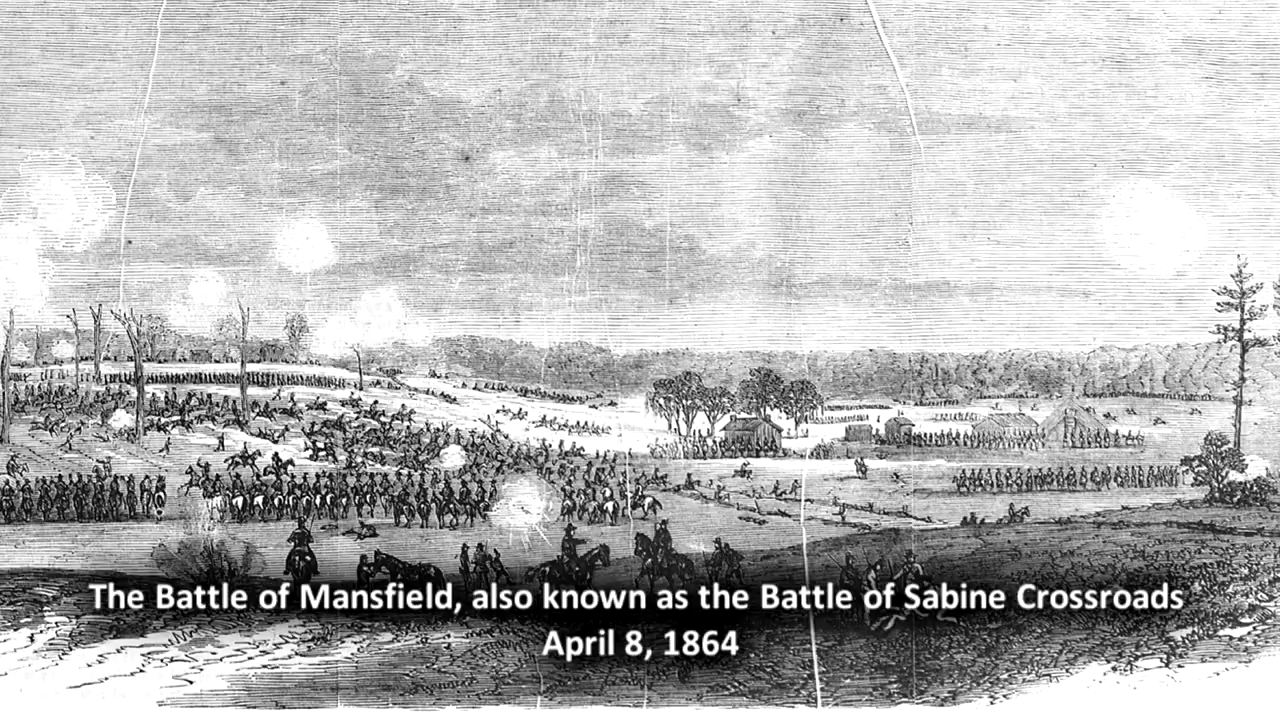 The Battle of Mansfield, also known as the Battle of Sabine Crossroads
April 8, 1864